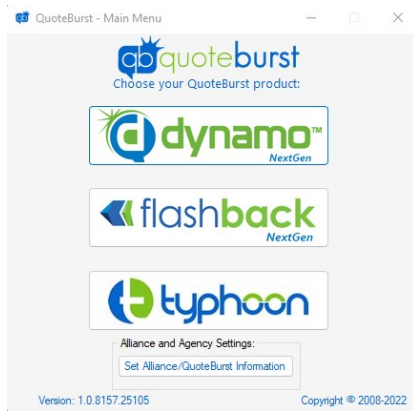 qb QuoteBurst - Main Menu
qb quoteburst
Choose your QuoteBurst product:
d dynamo™
NextGen
flashback
NextGen
typhoon
Alliance and Agency Settings:
Set Alliance/QuoteBurst Information
Version: 1.0.8157.25105
Copyright © 2008-2022